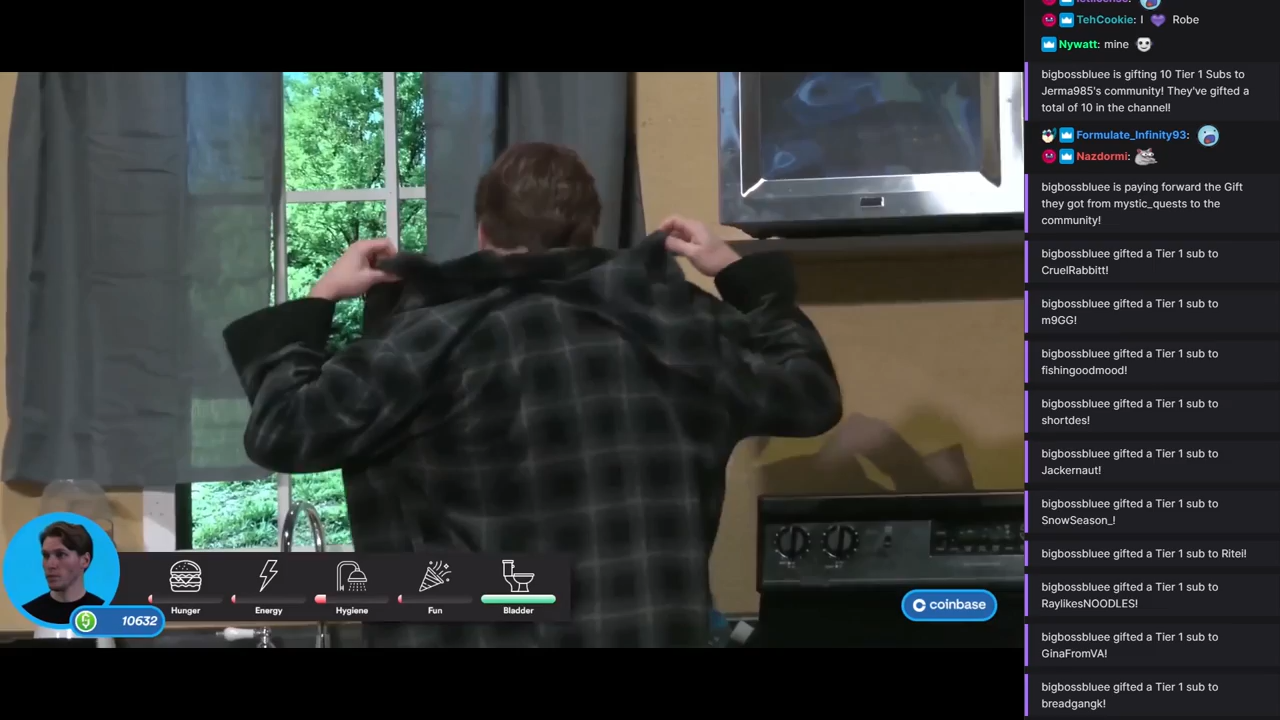 TehCookie: I Robe
Nywatt: mine
bigbossbluee is gifting 10 Tier 1 Subs to
Jerma985's community! They've gifted a
total of 10 in the channel!
Formulate_Infinity93:
Nazdormi:
bigbossbluee is paying forward the Gift
they got from mystic_quests to the
community!
bigbossbluee gifted a Tier 1 sub to
CruelRabbitt!
bigbossbluee gifted a Tier 1 sub to
m9GG!
bigbossbluee gifted a Tier 1 sub to
fishingoodmood!
bigbossbluee gifted a Tier 1 sub to
shortdes!
bigbossbluee gifted a Tier 1 sub to
Jackernaut!
bigbossbluee gifted a Tier 1 sub to
SnowSeason_!
bigbossbluee gifted a Tier 1 sub to Ritei!
bigbossbluee gifted a Tier 1 sub to
RaylikesNOODLES!
bigbossbluee gifted a Tier 1 sub to
GinaFromVA!
bigbossbluee gifted a Tier 1 sub to
breadgangk!
Hunger Energy Hygiene Fun Bladder
10632
coinbase